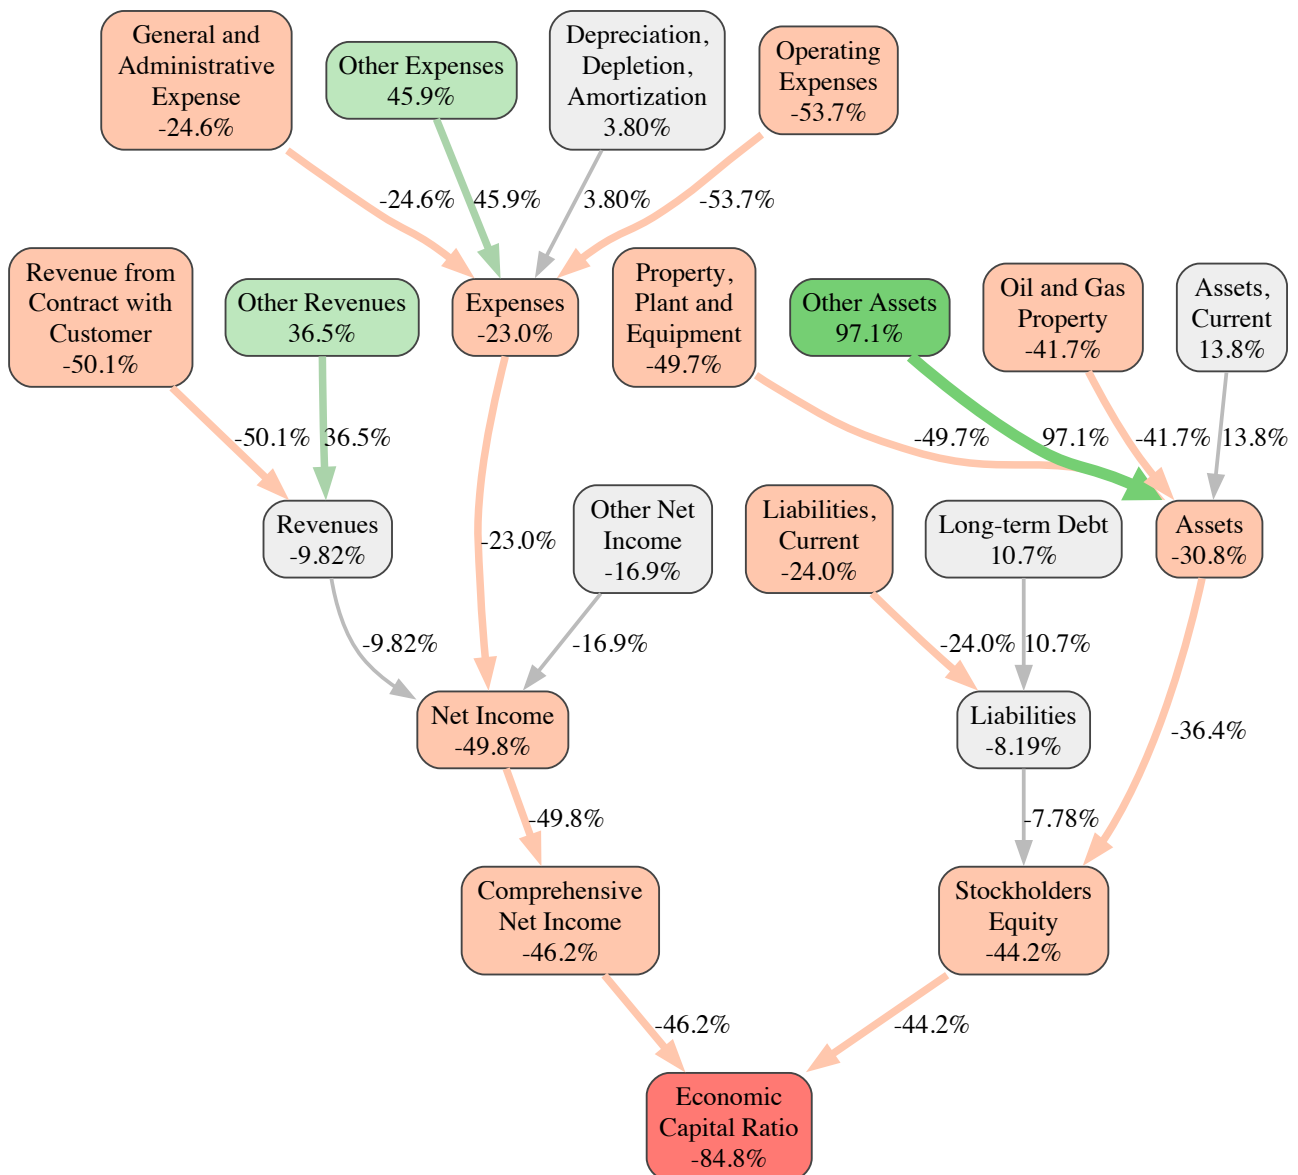 General and
Administrative
Expense
-24.6%
Other Expenses
45.9%
Depreciation,
Depletion,
Amortization
3.80%
Operating
Expenses
-53.7%
-24.6%
45.9%
3.80%
-53.7%
Revenue from
Contract with
Customer
-50.1%
Other Revenues
36.5%
Expenses
-23.0%
Property,
Plant and
Equipment
-49.7%
Other Assets
97.1%
Oil and Gas
Property
-41.7%
Assets,
Current
13.8%
-50.1%
36.5%
-49.7%
97.1%
-41.7%
13.8%
Revenues
-9.82%
-23.0%
Other Net
Income
-16.9%
Liabilities,
Current
-24.0%
Long-term Debt
10.7%
Assets
-30.8%
-9.82%
-16.9%
-24.0%
10.7%
Net Income
-49.8%
Liabilities
-8.19%
-36.4%
-49.8%
-7.78%
Comprehensive
Net Income
-46.2%
Stockholders
Equity
-44.2%
-46.2%
-44.2%
Economic
Capital Ratio
-84.8%